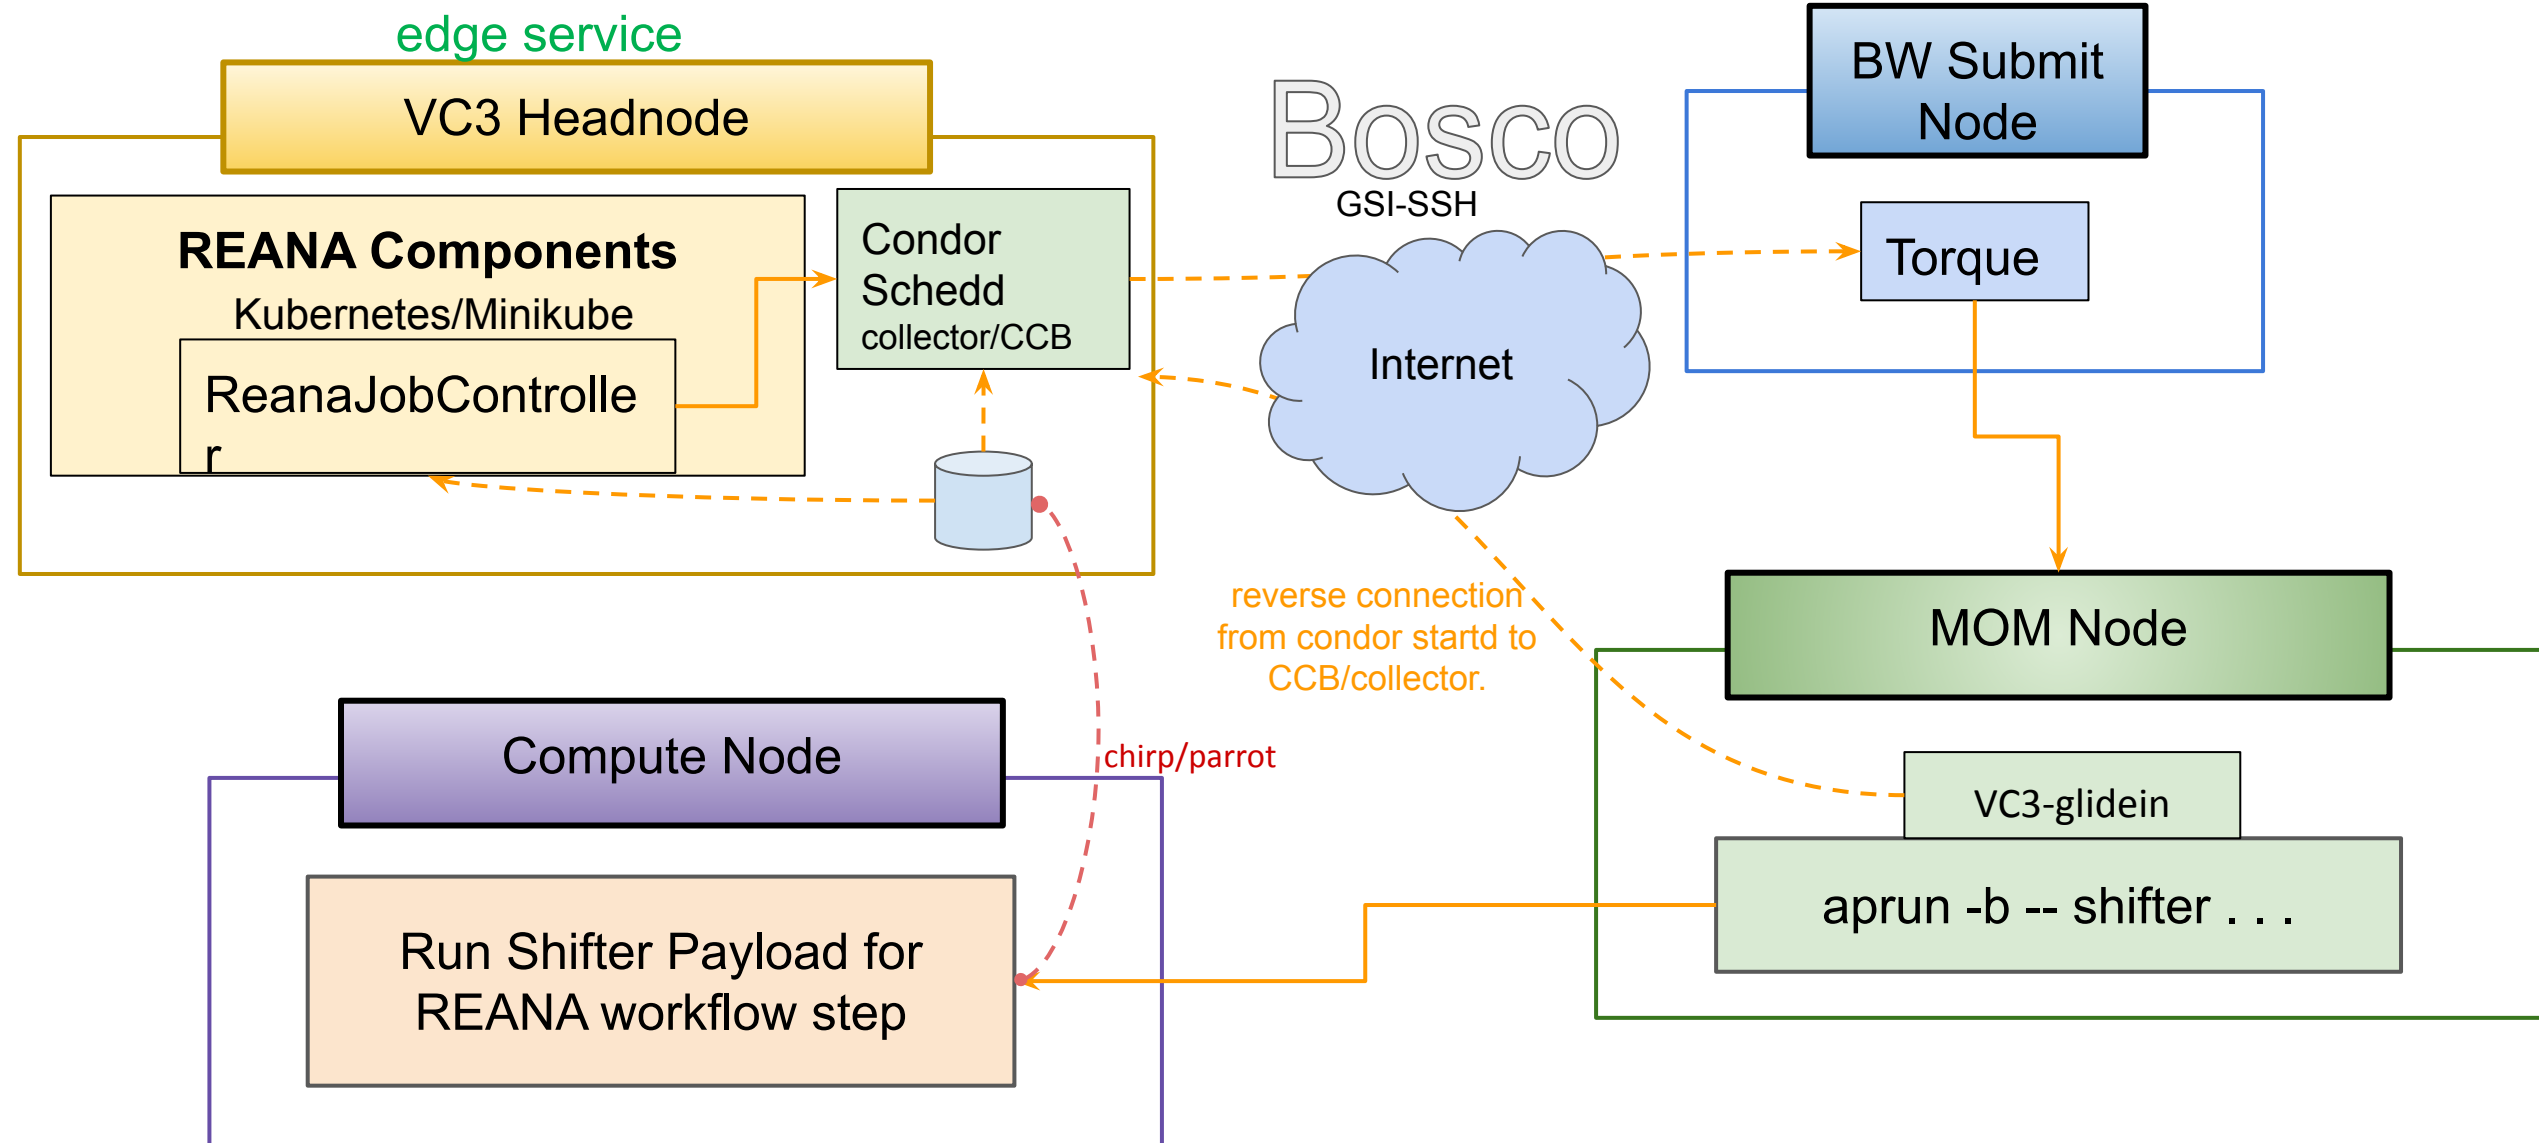 edge service
VC3 Headnode
REANA Components
Kubernetes/Minikube
ReanaJobControlle
r
Condor
Schedd
collector/CCB
Bosco
GSI-SSH
Internet
BW Submit
Node
Torque
reverse connection
from condor startd to
CCB/collector.
MOM Node
VC3-glidein
aprun -b -- shifter . . .
Compute Node
chirp/parrot
Run Shifter Payload for
REANA workflow step